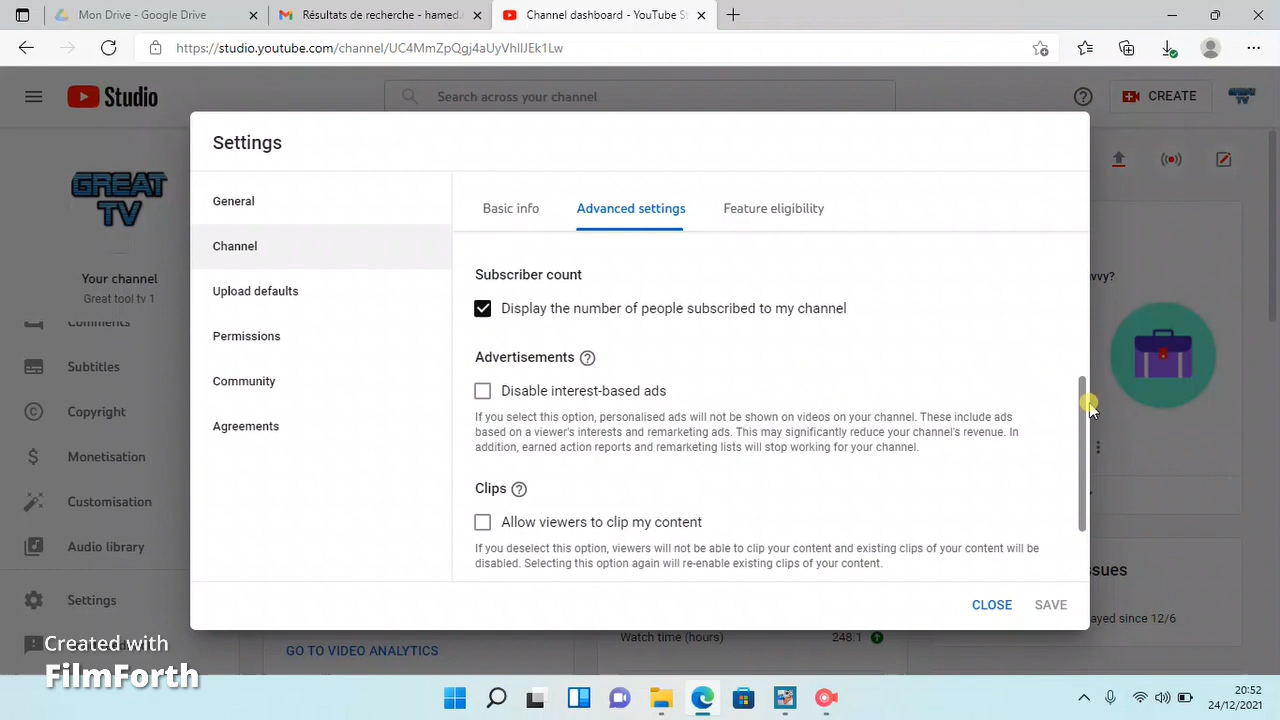 Mon Drive - Google Drive
Résultats de recherche - hamed.c
Channel dashboard - YouTube St
https://studio.youtube.com/channel/UC4MmZpQgj4aUyVhlIJEk1Lw
Studio
Search across your channel
CREATE
GREAT TV
GREAT
TV
Your channel
Great tool tv 1
Comments
Subtitles
Copyright
Monetisation
Customisation
Audio library
Settings
Settings
General
Channel
Upload defaults
Permissions
Community
Agreements
Basic info
Advanced settings
Feature eligibility
Subscriber count
Display the number of people subscribed to my channel
Advertisements
Disable interest-based ads
If you select this option, personalised ads will not be shown on videos on your channel. These include ads
based on a viewer's interests and remarketing ads. This may significantly reduce your channel's revenue. In
addition, earned action reports and remarketing lists will stop working for your channel.
Clips
Allow viewers to clip my content
If you deselect this option, viewers will not be able to clip your content and existing clips of your content will be
disabled. Selecting this option again will re-enable existing clips of your content.
CLOSE
SAVE
vvy?
ssues
ayed since 12/6
Watch time (hours)
248.1
GO TO VIDEO ANALYTICS
Created with
FilmForth
20:52
24/12/2021